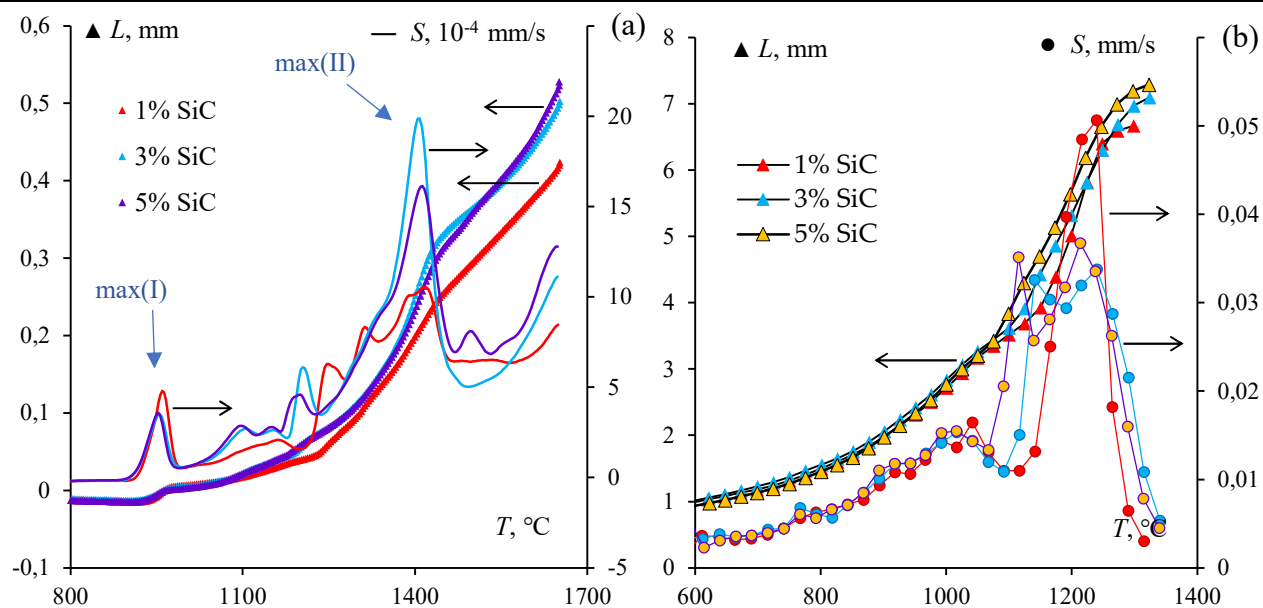 ▲ L, mm
— S, 10⁻⁴ mm/s
(a)
max(I)
max(II)
1% SiC
3% SiC
5% SiC
T, °C
0,6
0,5
0,4
0,3
0,2
0,1
0
-0,1
25
20
15
10
5
0
-5
800 1100 1400 1700
▲ L, mm
● S, mm/s
(b)
1% SiC
3% SiC
5% SiC
T, °C
8
7
6
5
4
3
2
1
0
0,06
0,05
0,04
0,03
0,02
0,01
0
600 800 1000 1200 1400